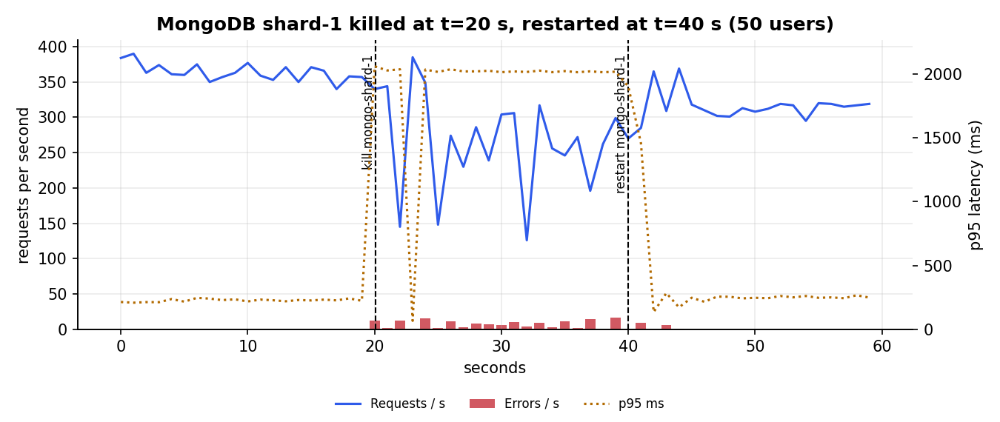 MongoDB shard-1 killed at t=20 s, restarted at t=40 s (50 users)
requests per second
400
350
300
250
200
150
100
50
0
kill mongo-shard-1
restart mongo-shard-1
2000
1500
1000
500
0
p95 latency (ms)
0 10 20 30 40 50 60
seconds
Requests / s Errors / s p95 ms